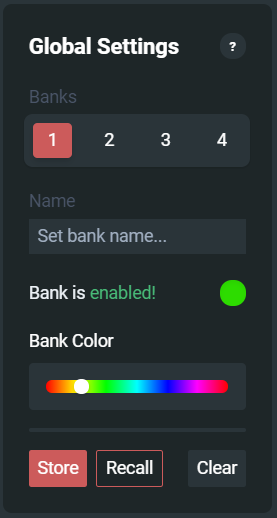 Global Settings ?
Banks
1 2 3 4
Name
Set bank name...
Bank is enabled!
Bank Color
Store Recall Clear